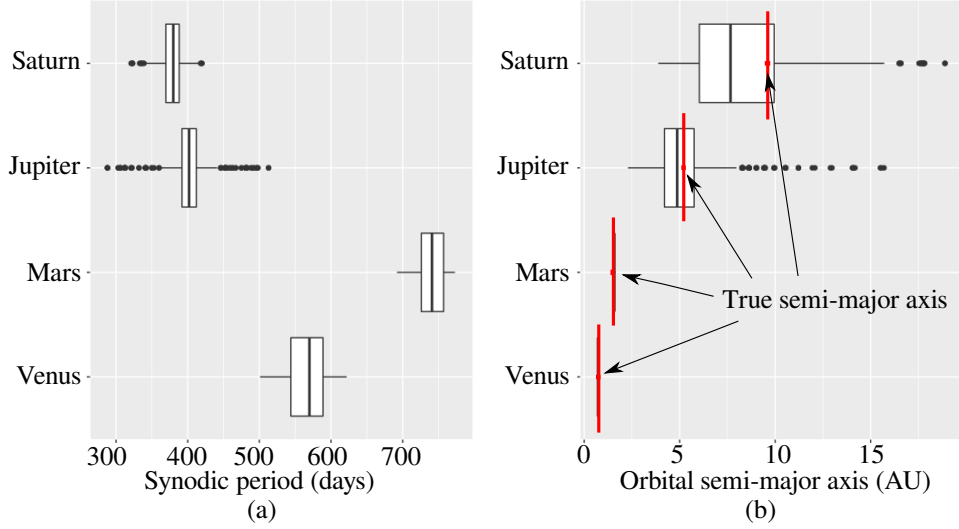 Saturn
Jupiter
Mars
Venus
300 400 500 600 700
Synodic period (days)
(a)
Saturn
Jupiter
Mars
Venus
True semi-major axis
0 5 10 15
Orbital semi-major axis (AU)
(b)